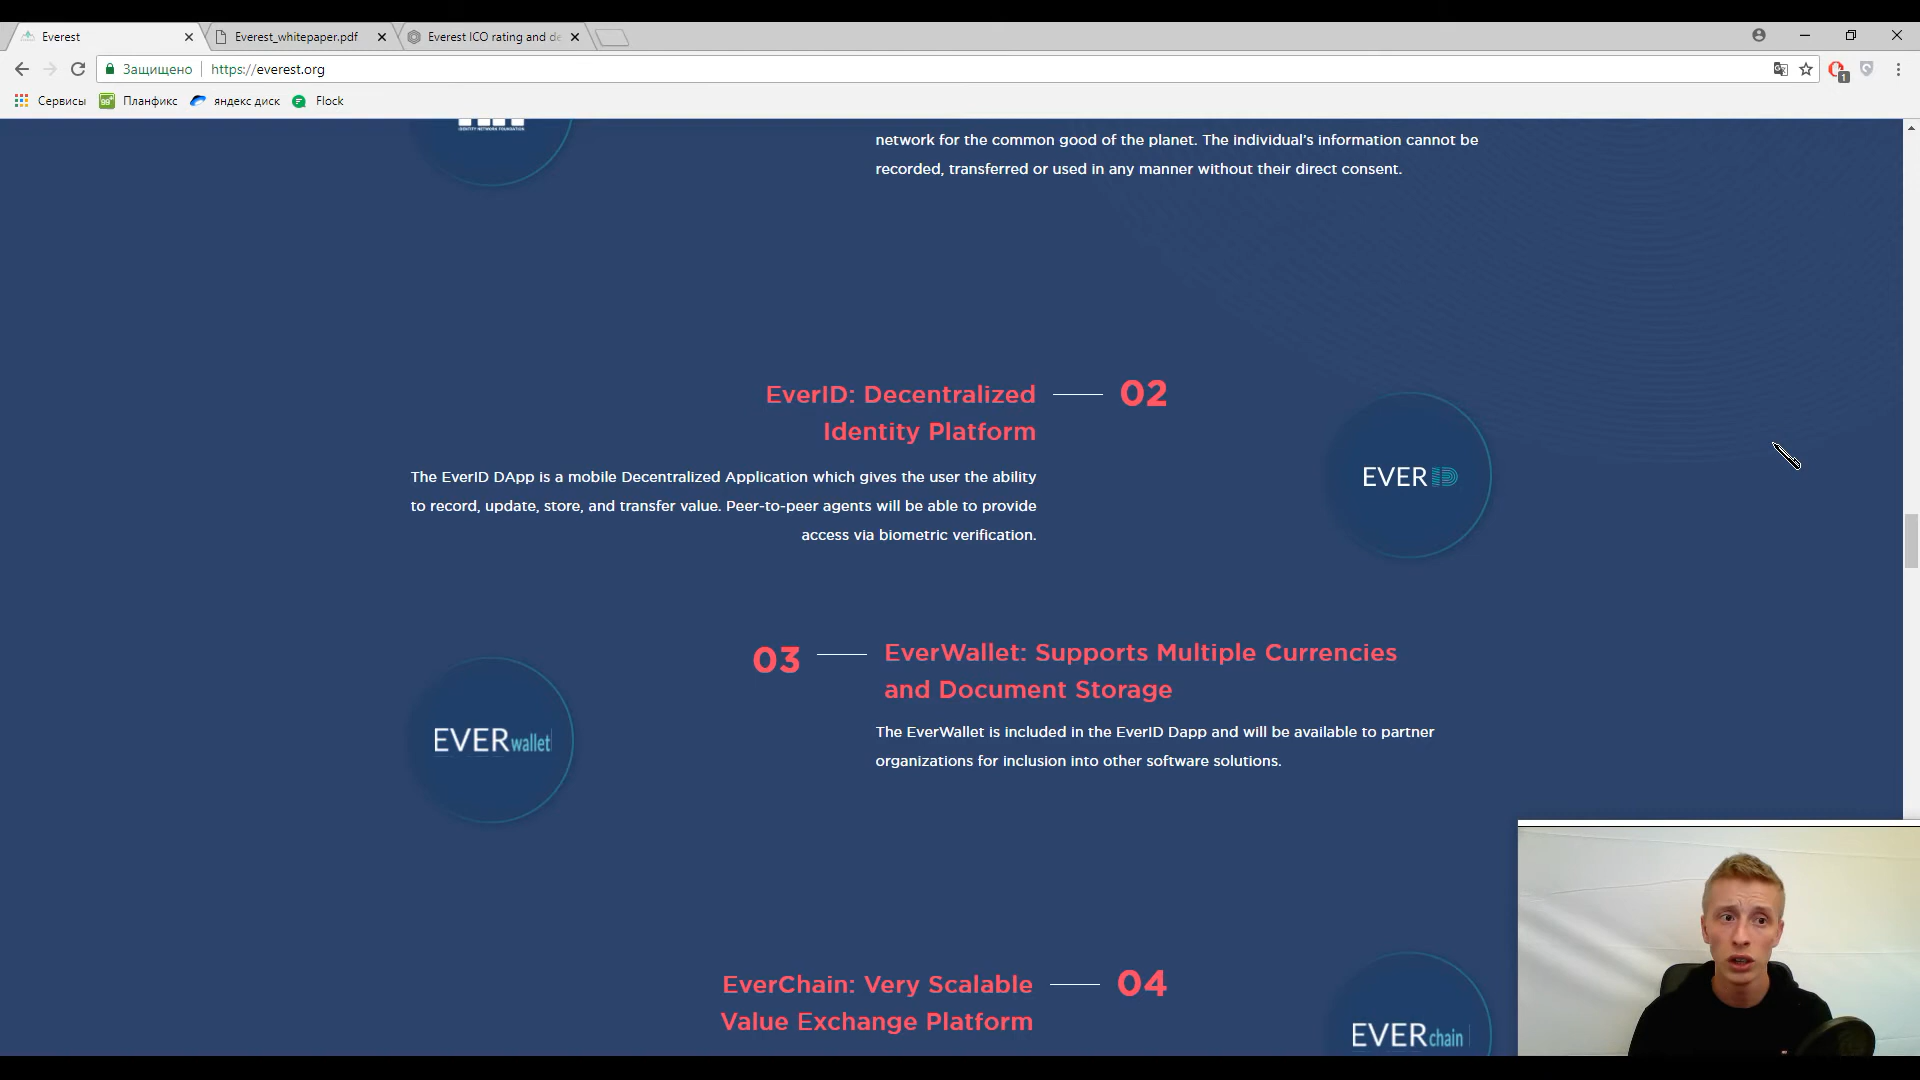 Everest
Everest_whitepaper.pdf
Everest ICO rating and de
Защищено
https://everest.org
1
Сервисы
99+
Планфикс
яндекс диск
Flock
IDENTITY NETWORK FOUNDATION
network for the common good of the planet. The individual's information cannot be
recorded, transferred or used in any manner without their direct consent.
EverID: Decentralized
Identity Platform
02
The EverID DApp is a mobile Decentralized Application which gives the user the ability
to record, update, store, and transfer value. Peer-to-peer agents will be able to provide
access via biometric verification.
EVER ID
03
EverWallet: Supports Multiple Currencies
and Document Storage
EVERwallet
The EverWallet is included in the EverID Dapp and will be available to partner
organizations for inclusion into other software solutions.
EverChain: Very Scalable
Value Exchange Platform
04
EVERchain